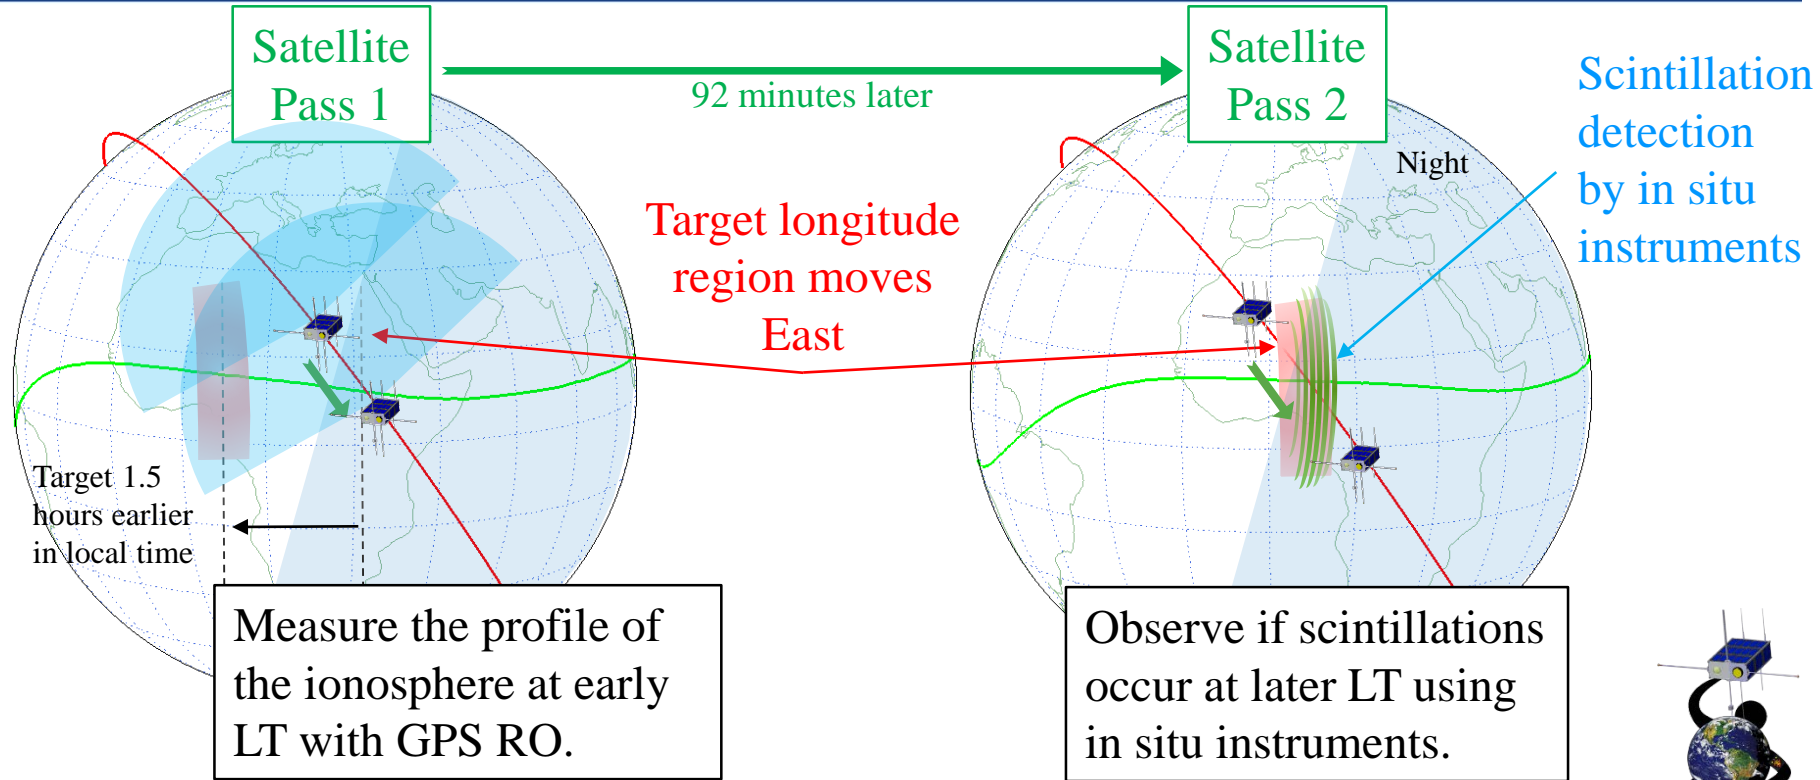 Satellite
Pass 1
92 minutes later
Satellite
Pass 2
Scintillation
detection
by in situ
instruments
Night
Target longitude
region moves
East
Target 1.5
hours earlier
in local time
Measure the profile of
the ionosphere at early
LT with GPS RO.
Observe if scintillations
occur at later LT using
in situ instruments.